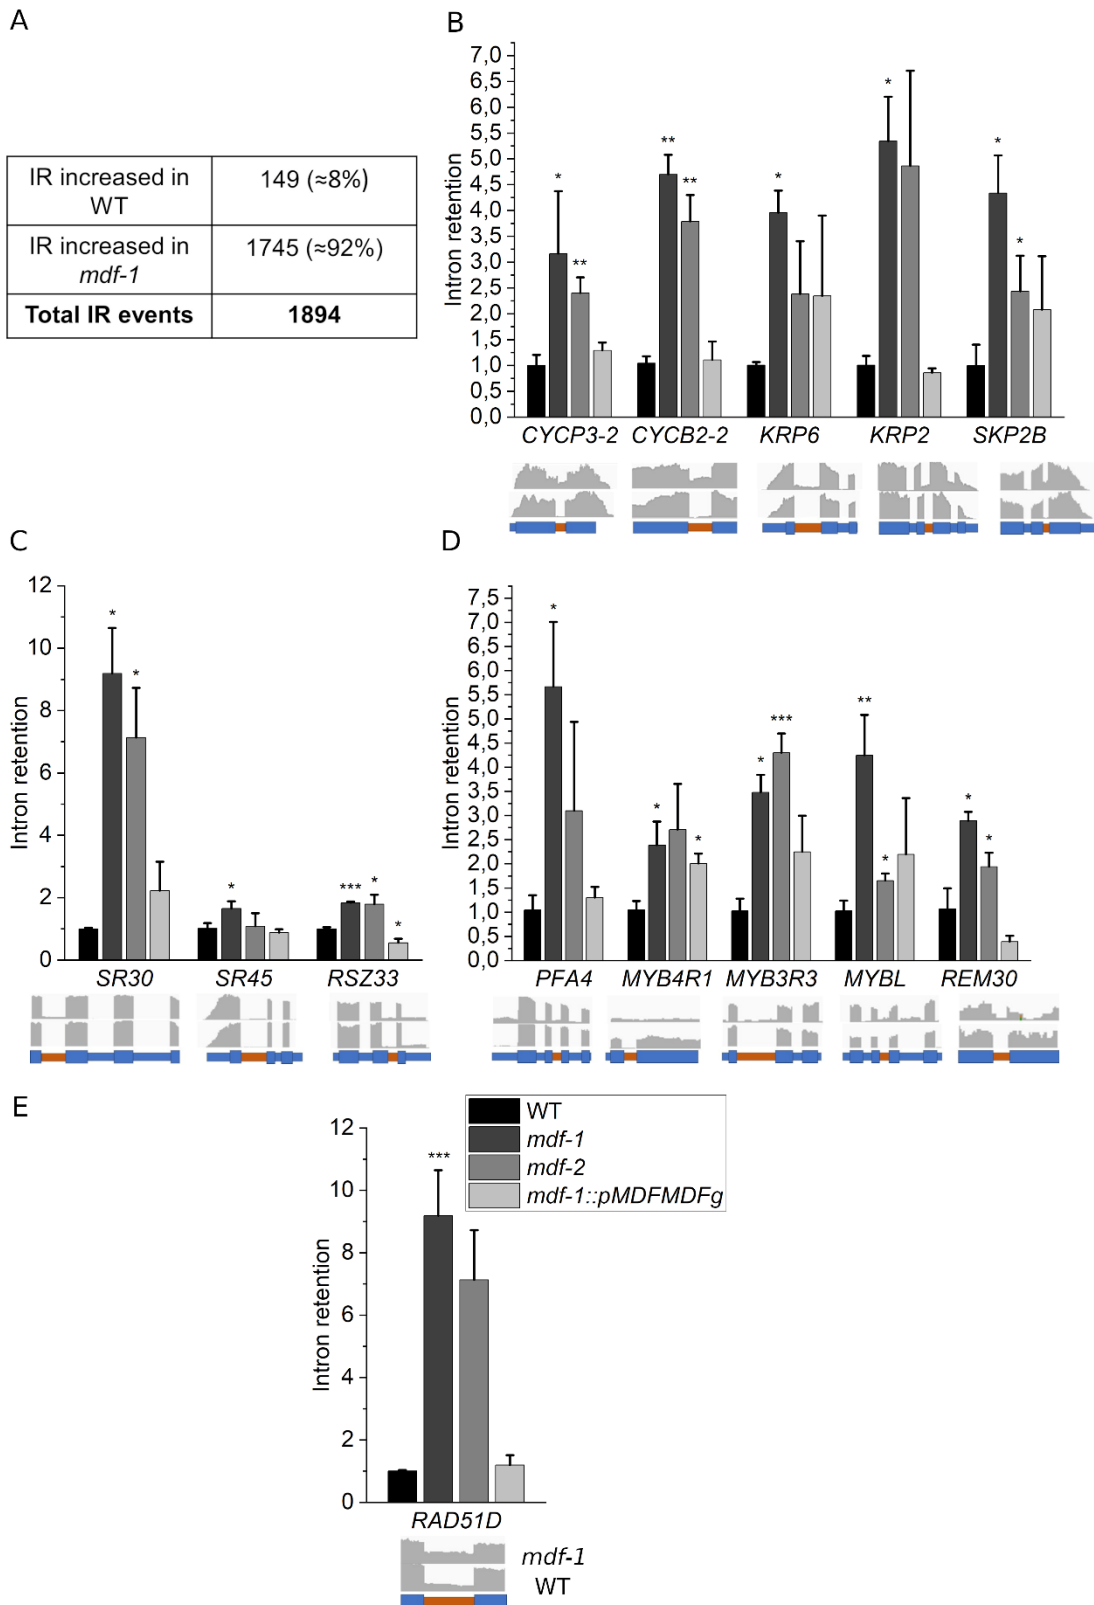 A
IR increased in
WT
149 (≈8%)
IR increased in
mdf-1
1745 (≈92%)
Total IR events
1894
B
Intron retention
7,0
6,5
6,0
5,5
5,0
4,5
4,0
3,5
3,0
2,5
2,0
1,5
1,0
0,5
0,0
* ** ** ** * * * *
CYCP3-2 CYCB2-2 KRP6 KRP2 SKP2B
C
Intron retention
12
10
8
6
4
2
0
* * * *** * *
SR30 SR45 RSZ33
D
Intron retention
7,5
7,0
6,5
6,0
5,5
5,0
4,5
4,0
3,5
3,0
2,5
2,0
1,5
1,0
0,5
0,0
* * * * *** ** * * *
PFA4 MYB4R1 MYB3R3 MYBL REM30
E
WT
mdf-1
mdf-2
mdf-1::pMDFMDFg
Intron retention
12
10
8
6
4
2
0
***
RAD51D
mdf-1
WT